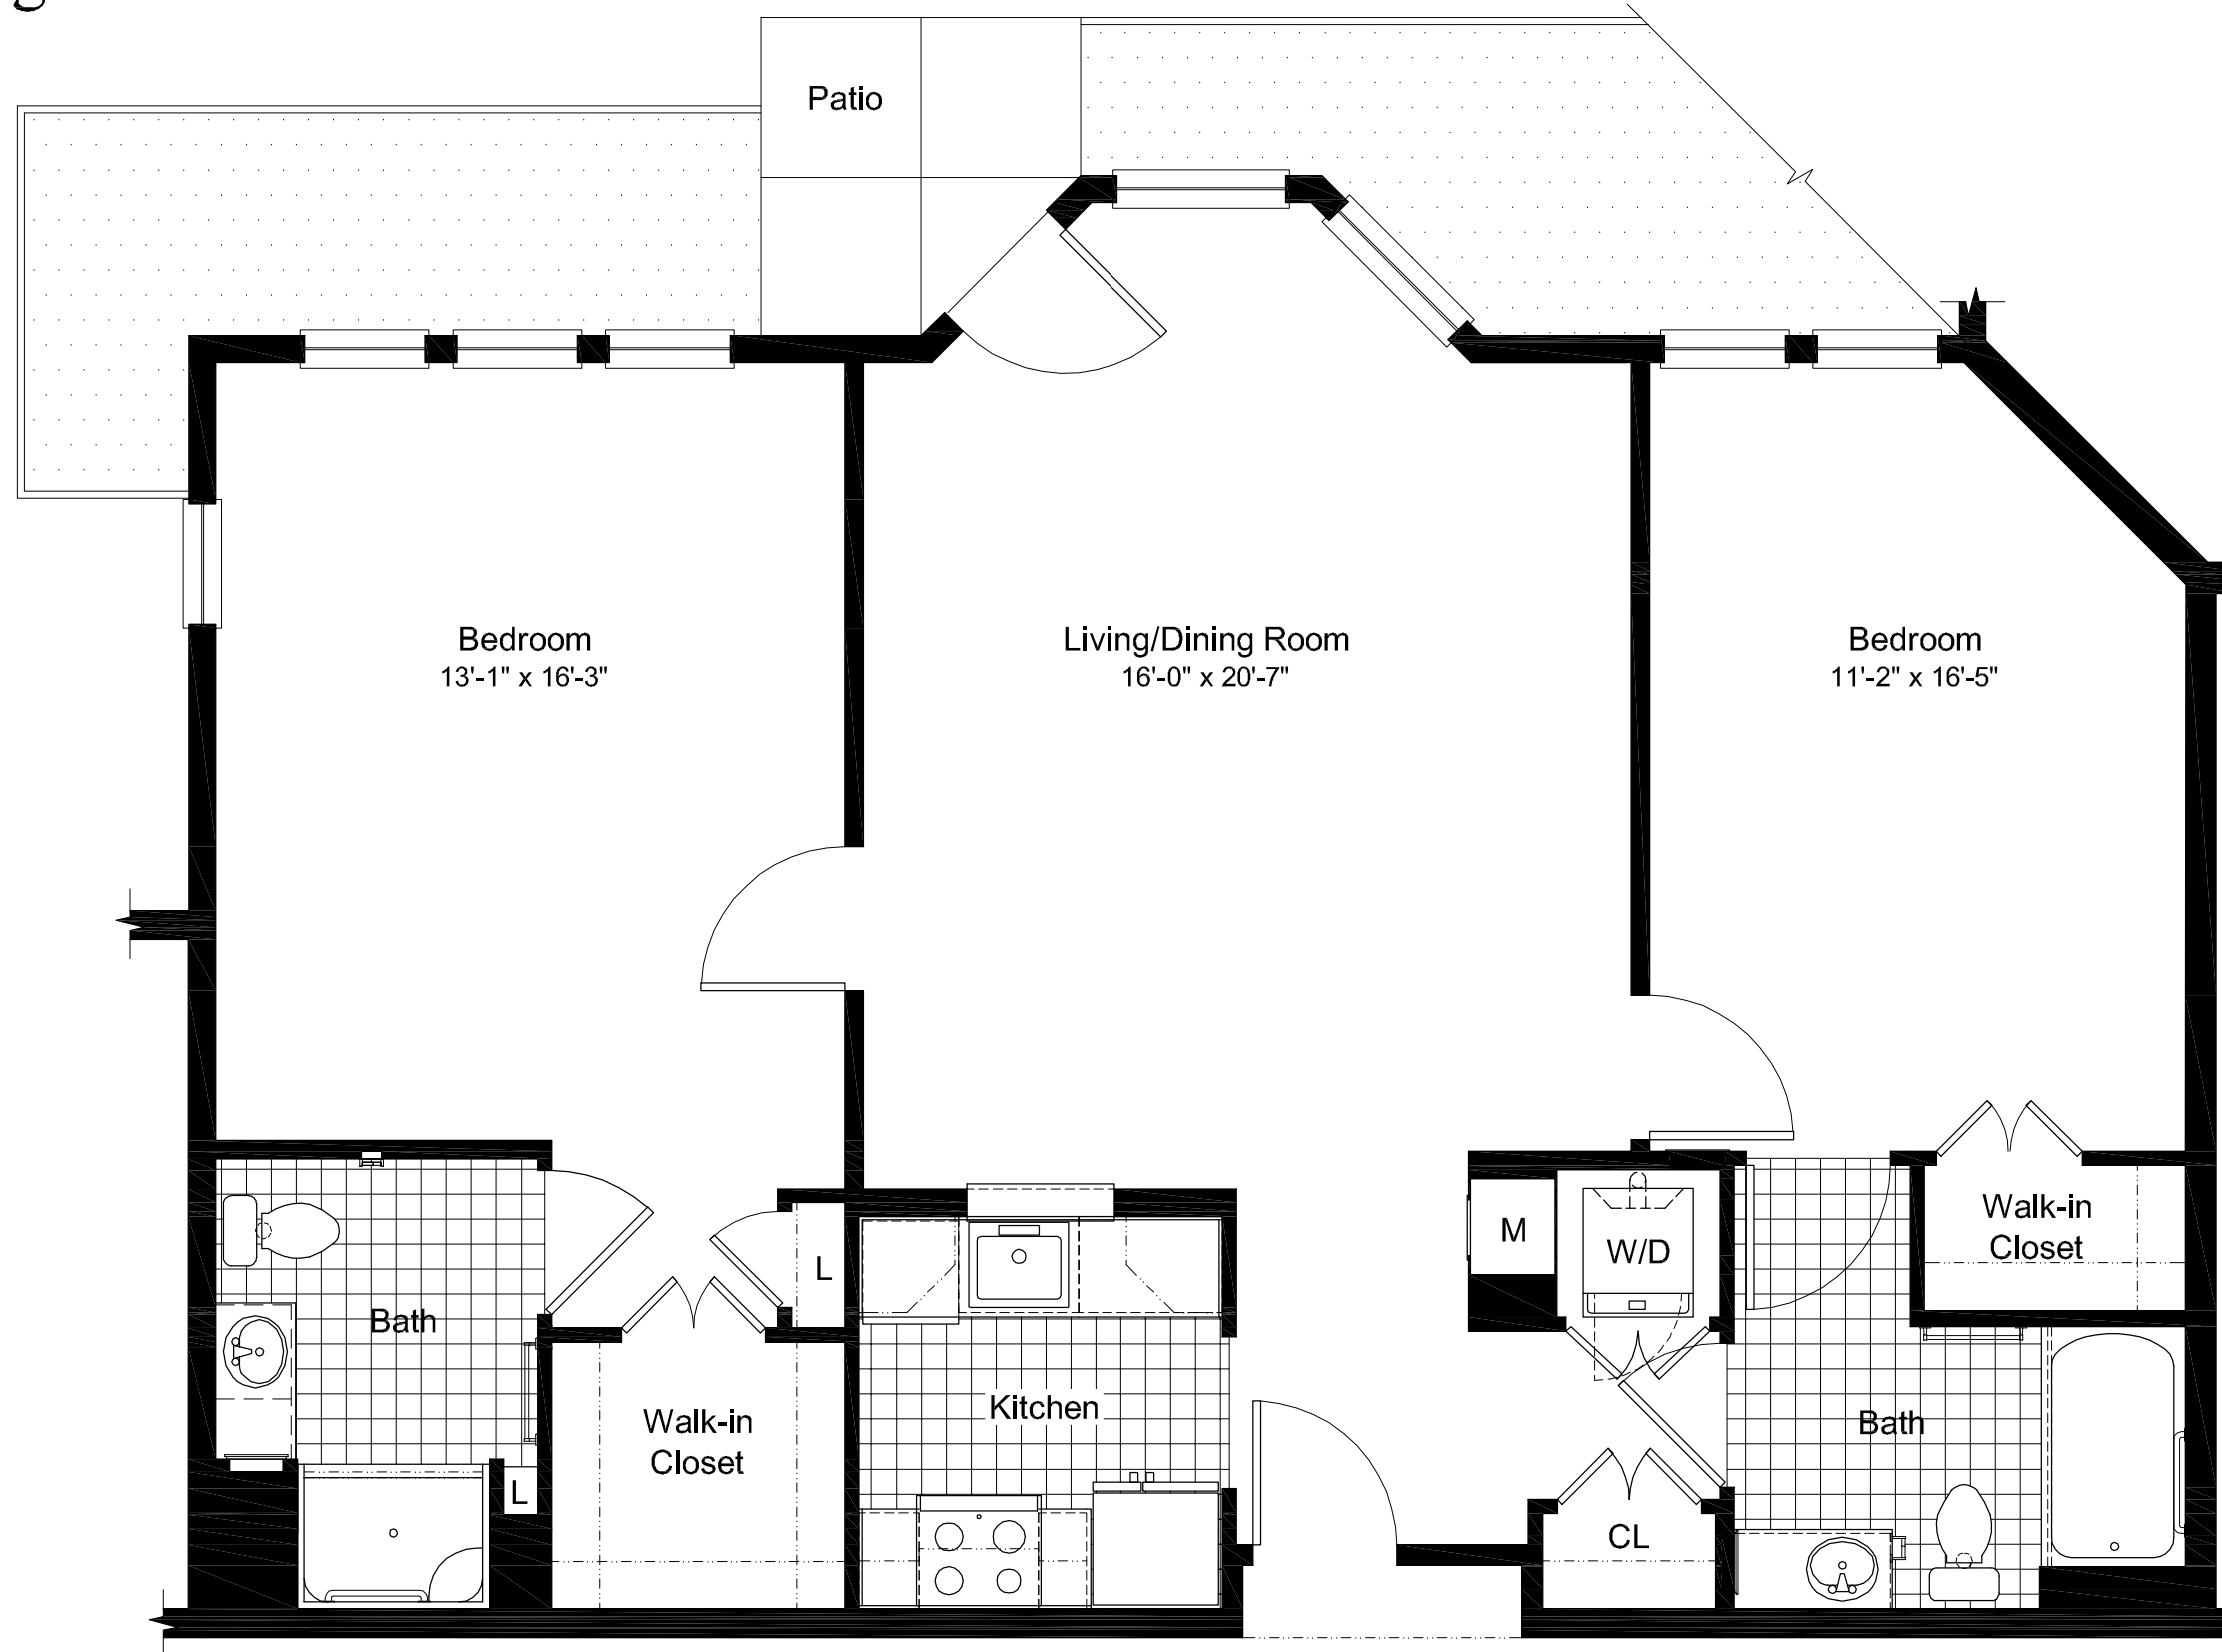 g
Patio
Bedroom
13'-1" x 16'-3"
Living/Dining Room
16'-0" x 20'-7"
Bedroom
11'-2" x 16'-5"
Walk-in
Closet
M
W/D
L
Bath
Walk-in
Closet
Kitchen
Bath
L
CL